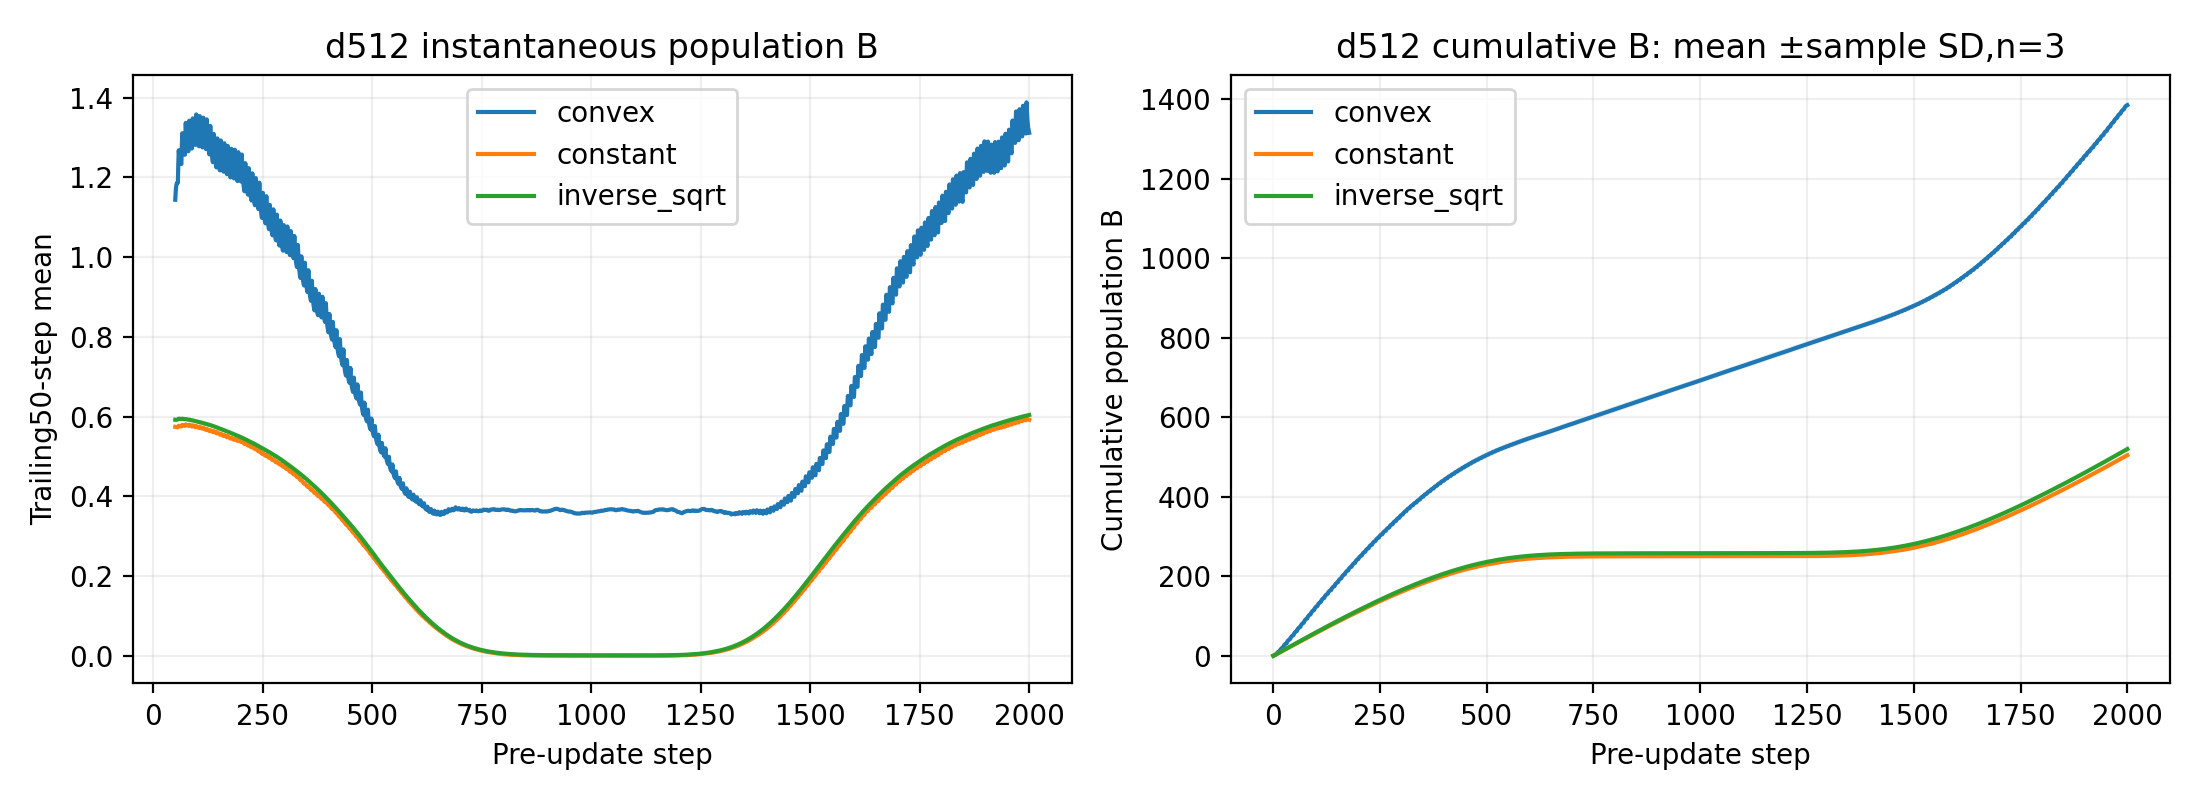 d512 instantaneous population B
Trailing50-step mean
1.4
1.2
1.0
0.8
0.6
0.4
0.2
0.0
convex
constant
inverse_sqrt
0 250 500 750 1000 1250 1500 1750 2000
Pre-update step
d512 cumulative B: mean ±sample SD,n=3
Cumulative population B
1400
1200
1000
800
600
400
200
0
convex
constant
inverse_sqrt
0 250 500 750 1000 1250 1500 1750 2000
Pre-update step